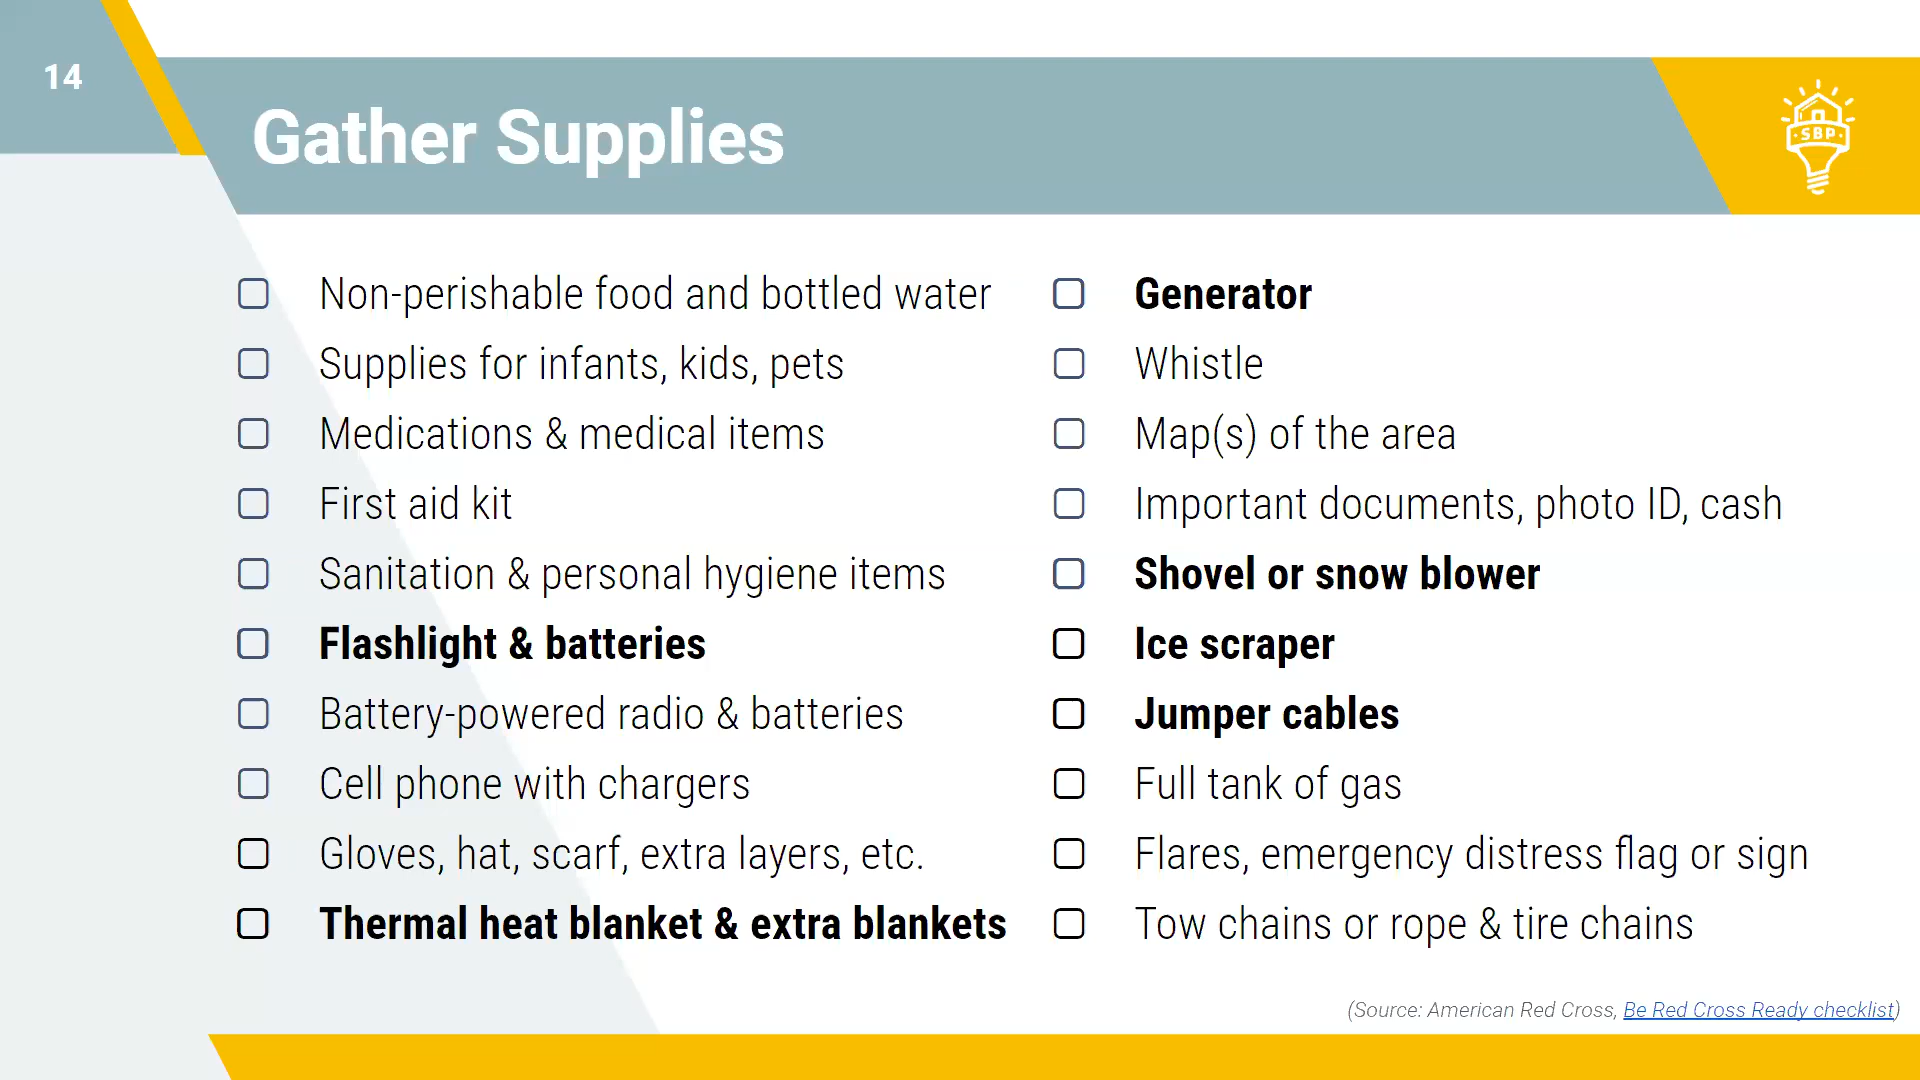 14
Gather Supplies
SBP
Non-perishable food and bottled water
Supplies for infants, kids, pets
Medications & medical items
First aid kit
Sanitation & personal hygiene items
Flashlight & batteries
Battery-powered radio & batteries
Cell phone with chargers
Gloves, hat, scarf, extra layers, etc.
Thermal heat blanket & extra blankets
Generator
Whistle
Map(s) of the area
Important documents, photo ID, cash
Shovel or snow blower
Ice scraper
Jumper cables
Full tank of gas
Flares, emergency distress flag or sign
Tow chains or rope & tire chains
(Source: American Red Cross, Be Red Cross Ready checklist)